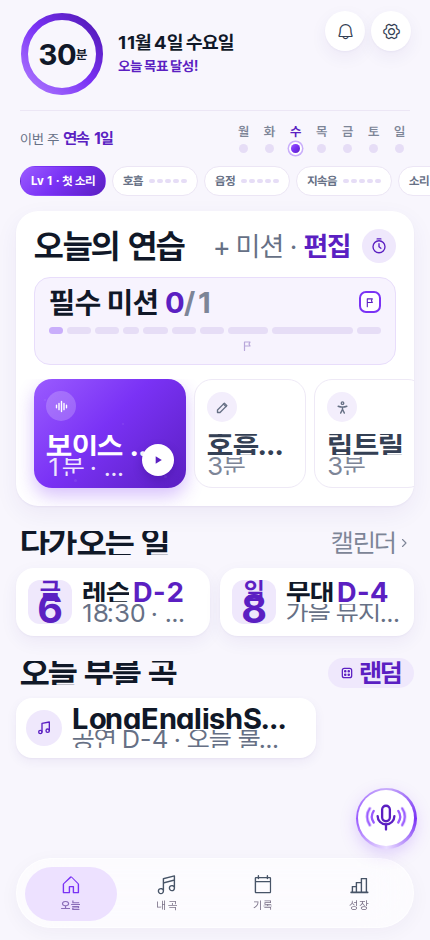 30분
11월 4일 수요일
오늘 목표 달성!
이번 주 연속 1일
월 화 수 목 금 토 일
Lv 1 · 첫 소리 호흡 음정 지속음 소리
오늘의 연습 + 미션 · 편집
필수 미션 0/1
보이스 ... 호흡... 립트릴
1분 · ... 3분 3분
다가오는 일 캘린더
금 6 레슨 D-2 일 8 무대 D-4
18:30 · ... 가을 뮤지...
오늘 부를 곡 랜덤
LongEnglishS...
공연 D-4 · 오늘 물...
오늘 내 곡 기록 성장